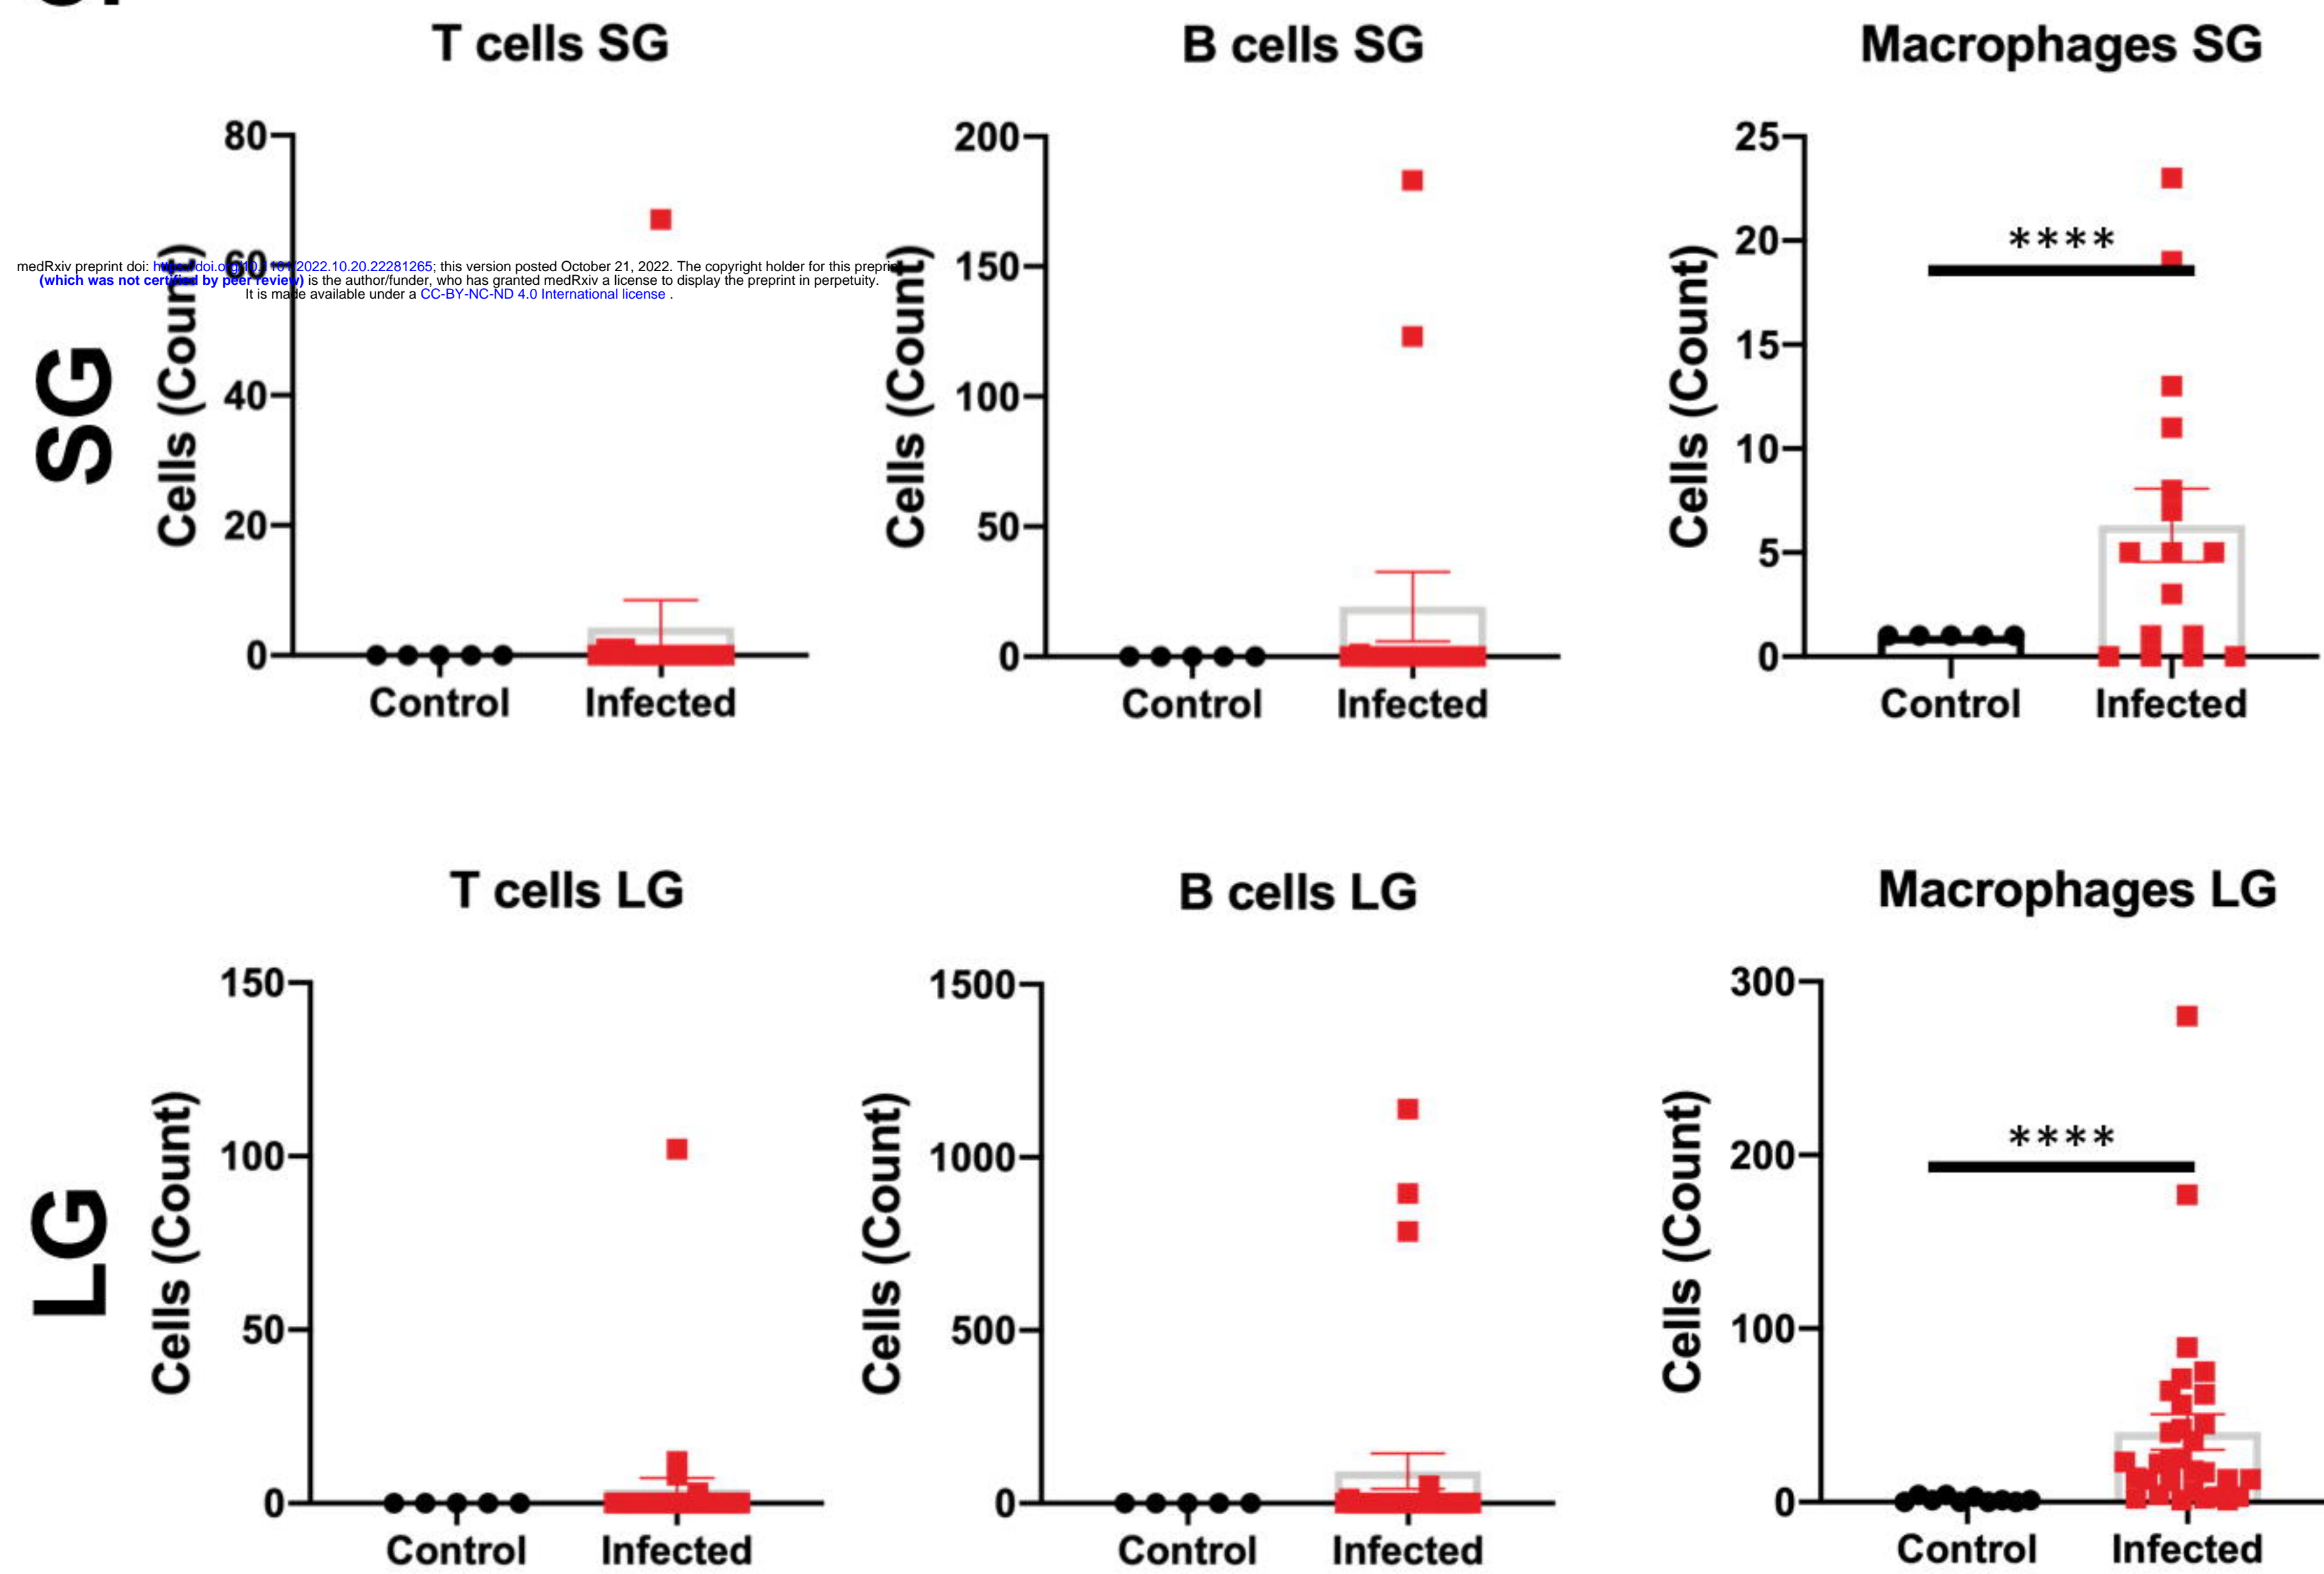 T cells SG
B cells SG
Macrophages SG
SG
Cells (Count)
80
60
40
20
0
Control
Infected
Cells (Count)
200
150
100
50
0
Control
Infected
Cells (Count)
25
20
15
10
5
0
****
Control
Infected
medRxiv preprint doi: https://doi.org/10.1101/2022.10.20.22281265; this version posted October 21, 2022. The copyright holder for this preprint
(which was not certified by peer review) is the author/funder, who has granted medRxiv a license to display the preprint in perpetuity.
It is made available under a CC-BY-NC-ND 4.0 International license .
T cells LG
B cells LG
Macrophages LG
LG
Cells (Count)
150
100
50
0
Control
Infected
Cells (Count)
1500
1000
500
0
Control
Infected
Cells (Count)
300
200
100
0
****
Control
Infected